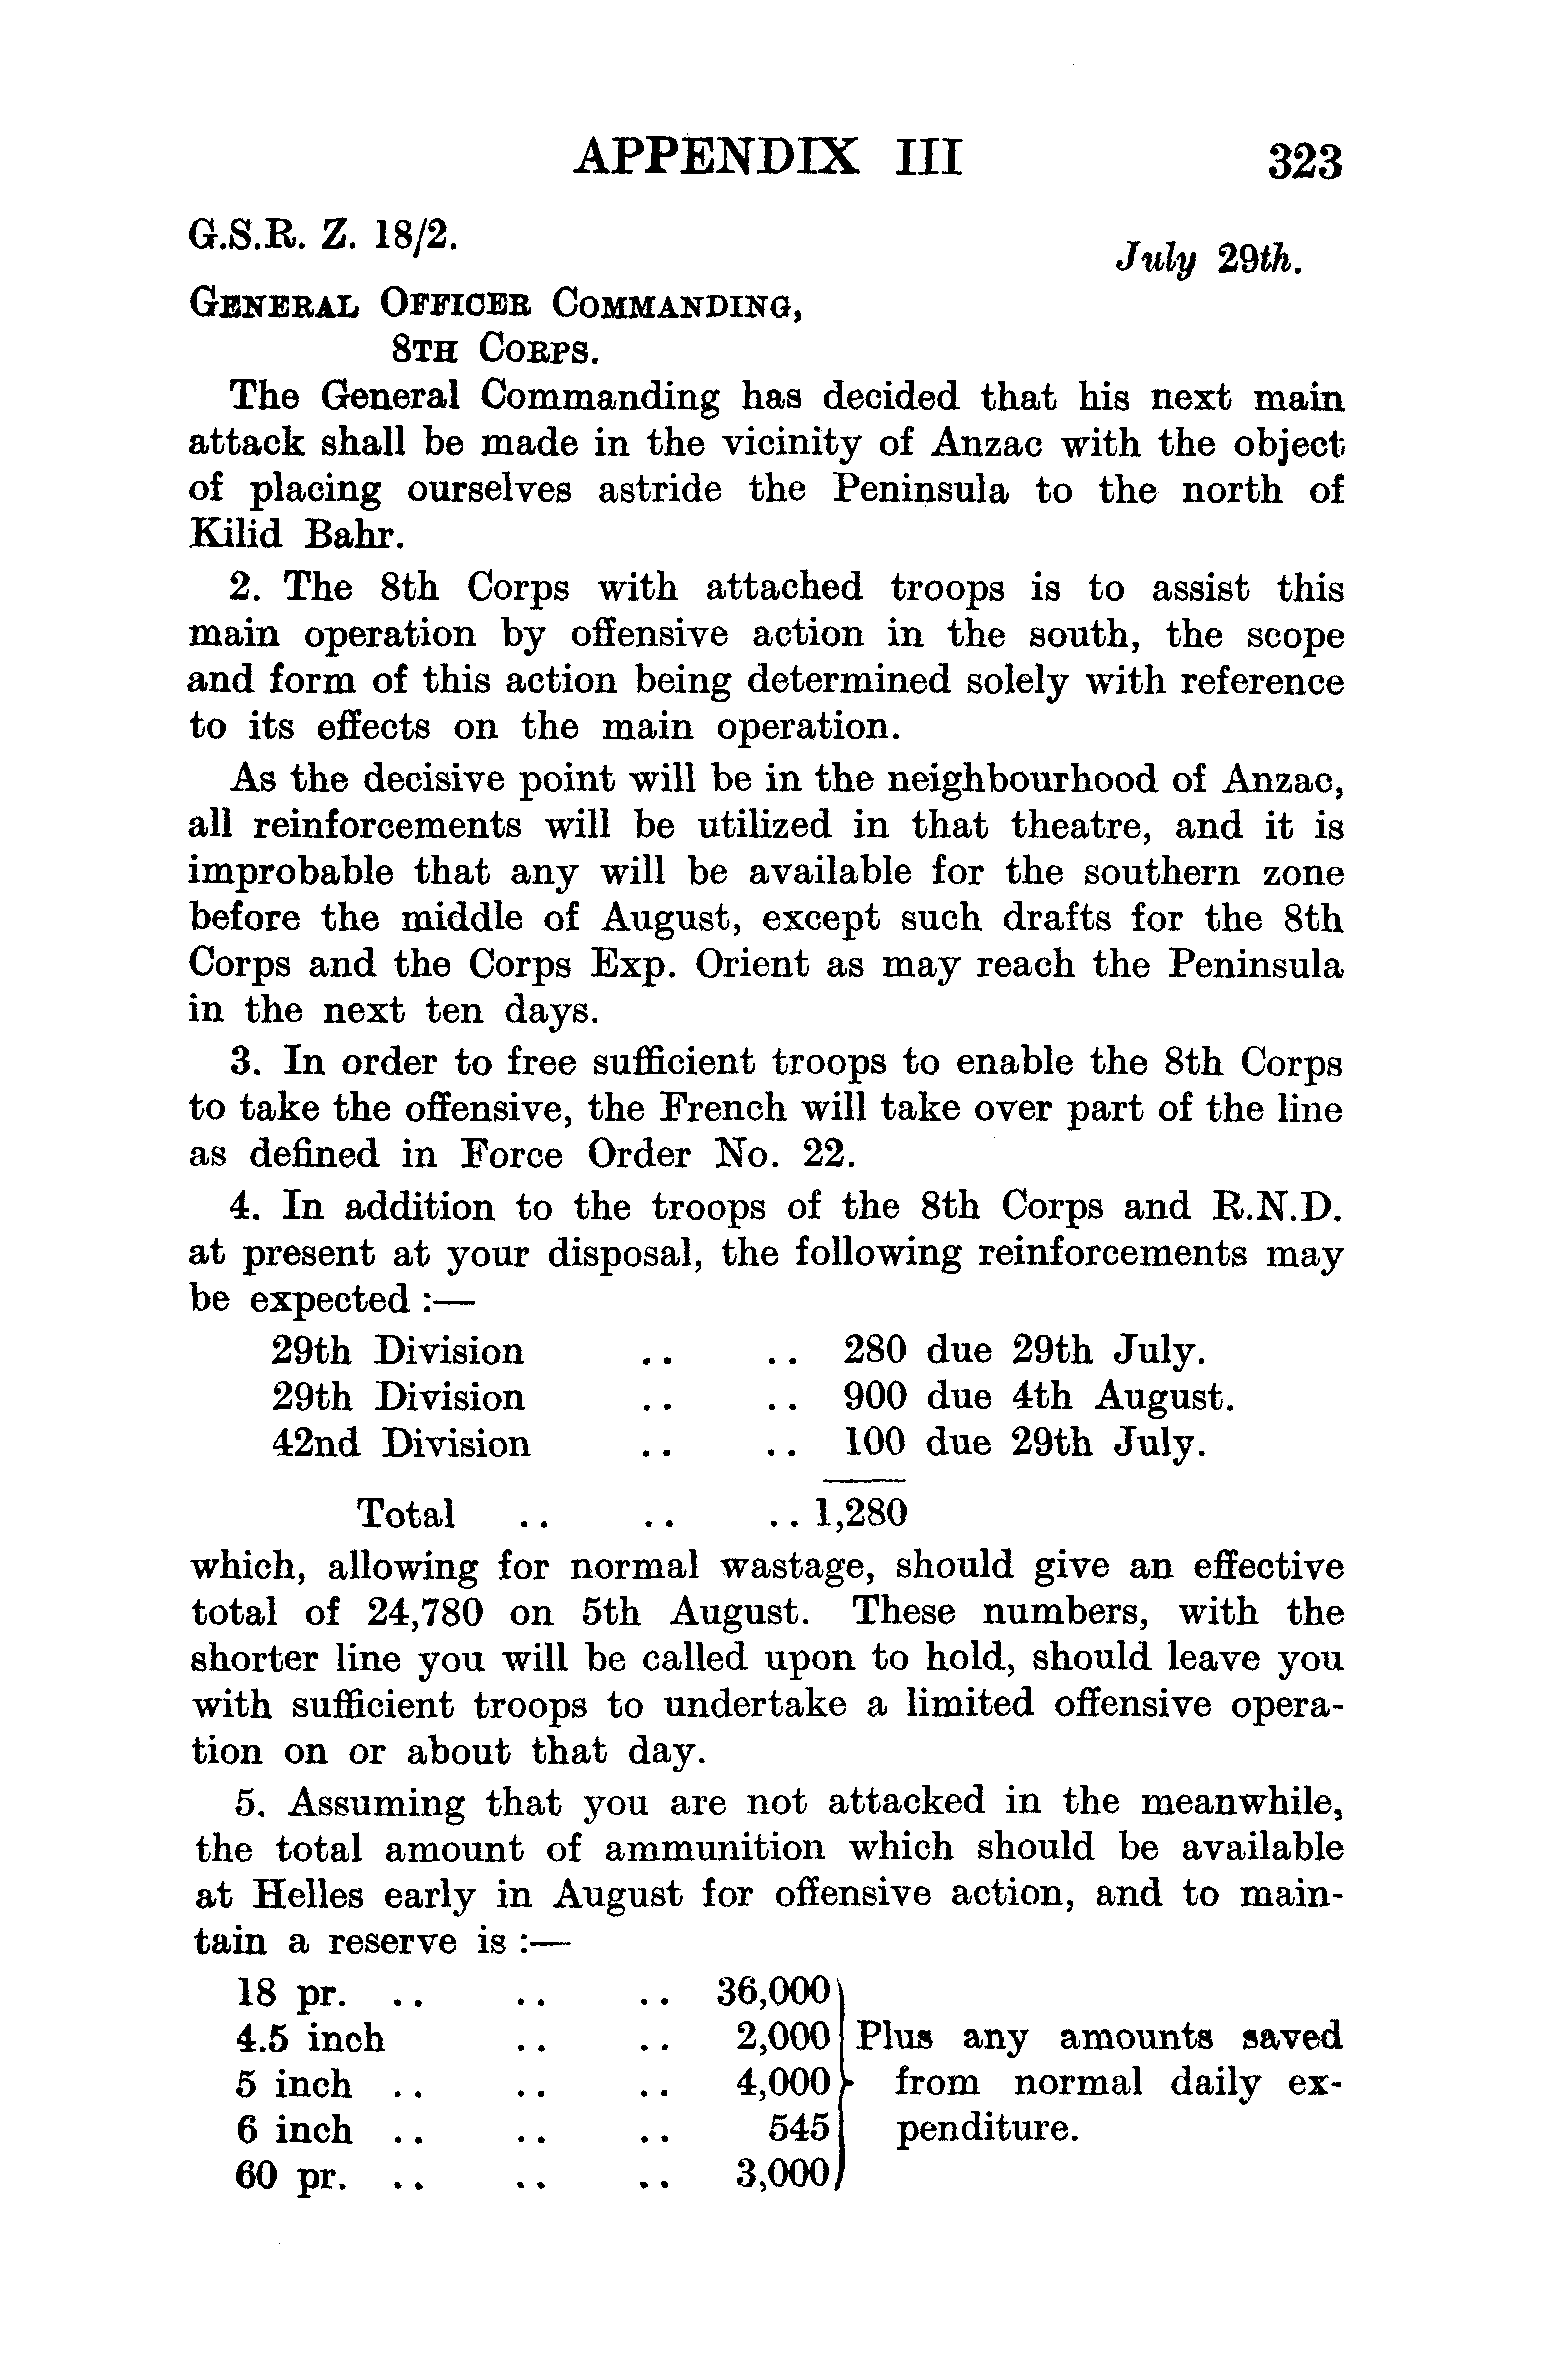 APPENDIX III 323
G.S.R. Z. 18/2.
July 29th.
GENERAL OFFICER COMMANDING,
8TH CORPS.
The General Commanding has decided that his next main
attack shall be made in the vicinity of Anzac with the object
of placing ourselves astride the Peninsula to the north of
Kilid Bahr.
2. The 8th Corps with attached troops is to assist this
main operation by offensive action in the south, the scope
and form of this action being determined solely with reference
to its effects on the main operation.
As the decisive point will be in the neighbourhood of Anzac,
all reinforcements will be utilized in that theatre, and it is
improbable that any will be available for the southern zone
before the middle of August, except such drafts for the 8th
Corps and the Corps Exp. Orient as may reach the Peninsula
in the next ten days.
3. In order to free sufficient troops to enable the 8th Corps
to take the offensive, the French will take over part of the line
as defined in Force Order No. 22.
4. In addition to the troops of the 8th Corps and R.N.D.
at present at your disposal, the following reinforcements may
be expected :—
29th Division .. .. 280 due 29th July.
29th Division .. .. 900 due 4th August.
42nd Division .. .. 100 due 29th July.
Total .. .. .. 1,280
which, allowing for normal wastage, should give an effective
total of 24,780 on 5th August. These numbers, with the
shorter line you will be called upon to hold, should leave you
with sufficient troops to undertake a limited offensive opera-
tion on or about that day.
5. Assuming that you are not attacked in the meanwhile,
the total amount of ammunition which should be available
at Helles early in August for offensive action, and to main-
tain a reserve is :—
18 pr. .. .. .. 36,000
4.5 inch .. .. 2,000 Plus any amounts saved
5 inch .. .. .. 4,000 from normal daily ex-
6 inch .. .. .. 545 penditure.
60 pr. .. .. .. 3,000